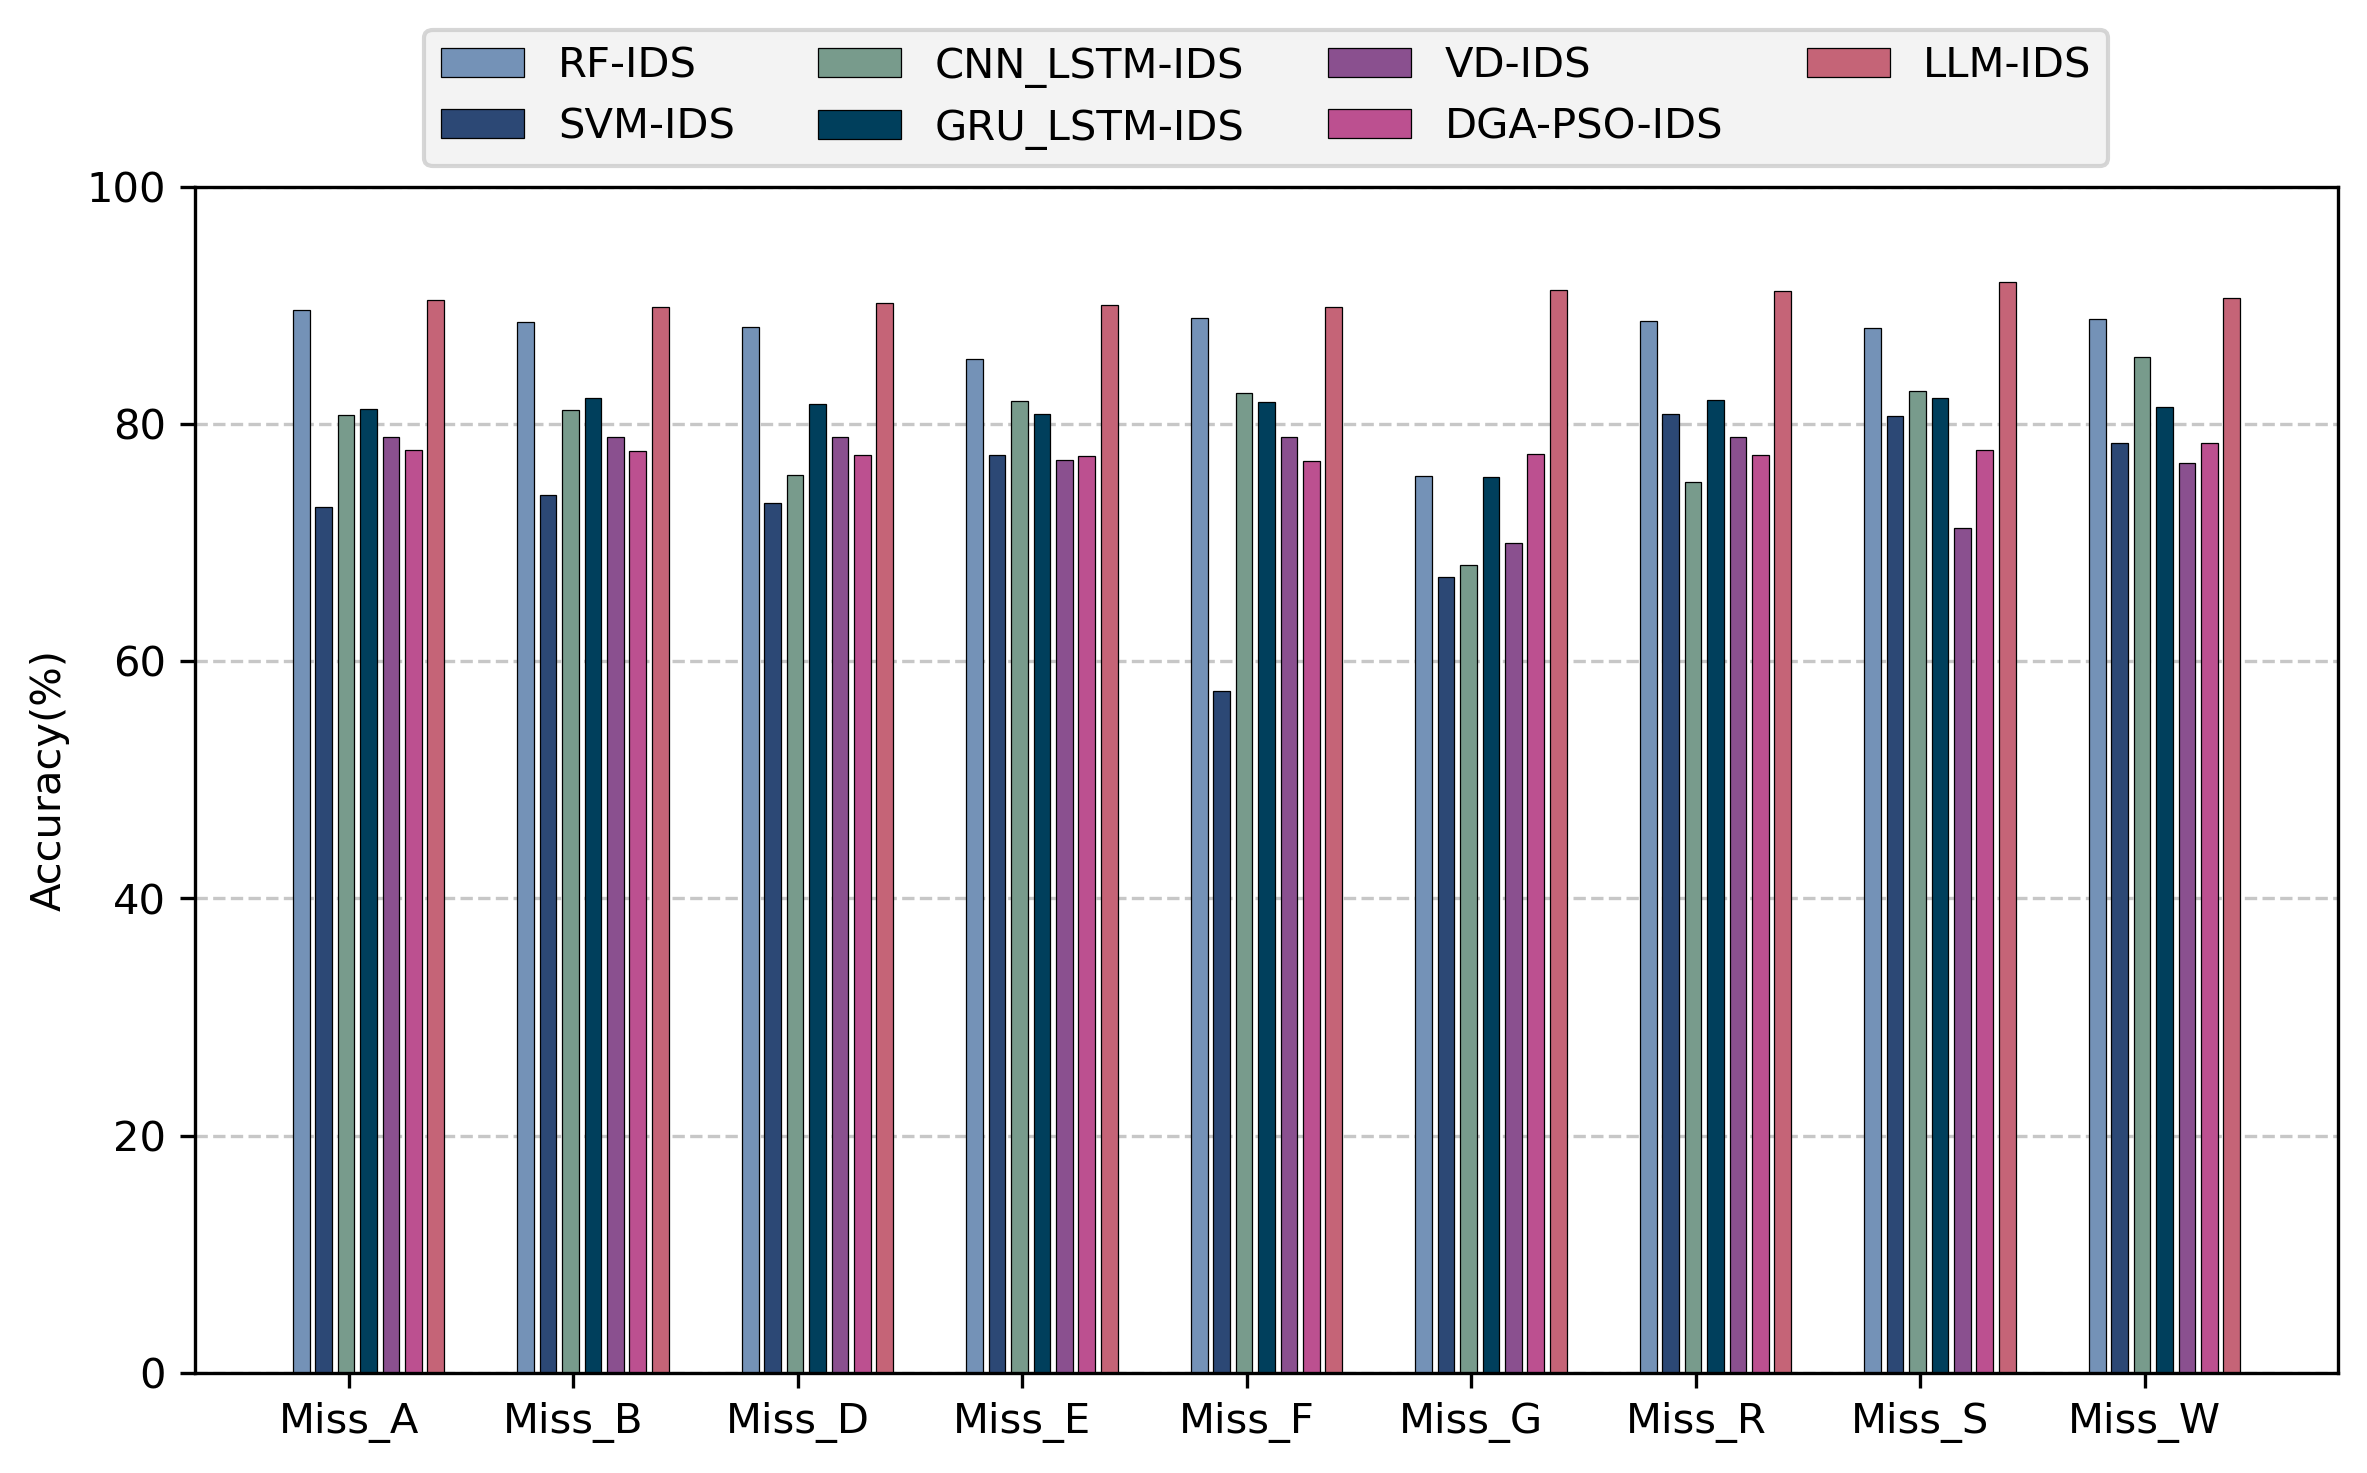 RF-IDS CNN_LSTM-IDS VD-IDS LLM-IDS
SVM-IDS GRU_LSTM-IDS DGA-PSO-IDS
100
80
60
40
20
0
Accuracy(%)
Miss_A Miss_B Miss_D Miss_E Miss_F Miss_G Miss_R Miss_S Miss_W